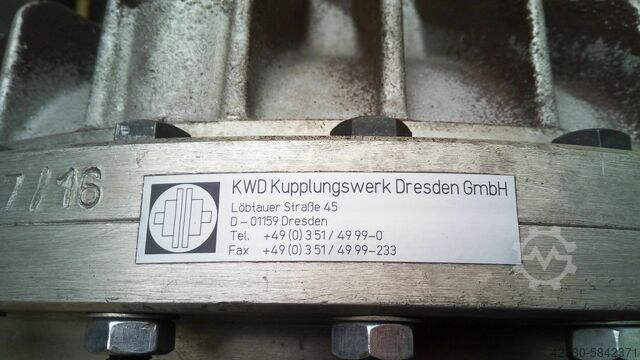 KWD Kupplungswerk Dresden GmbH
Löbtauer Straße 45
D - 01159 Dresden
Tel. +49 (0) 3 51 / 49 99-0
Fax +49 (0) 3 51 / 49 99-233
/ 16